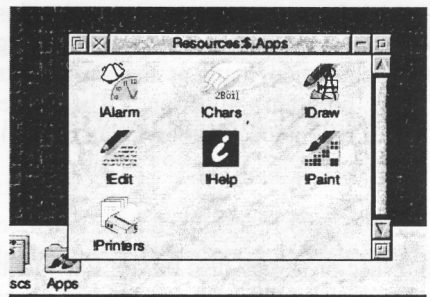 Resources:$.Apps
!Alarm !Chars !Draw
!Edit !Help !Paint
!Printers
scs Apps